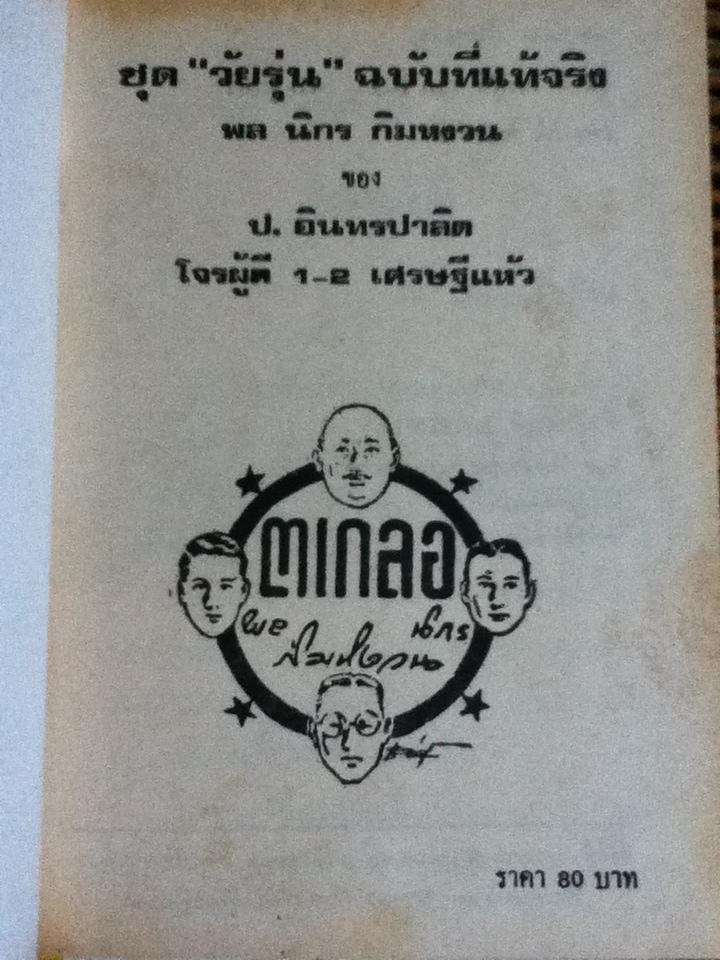 ชุด "วัยรุ่น" ฉบับที่แท้จริง
พล นิกร กิมหงวน
ของ
ป. อินทรปาลิต
โจรผู้ดี 1-2 เศรษฐีแห้ว
๓เกลอ
พล นิกร
กิมหงวน
ราคา 80 บาท